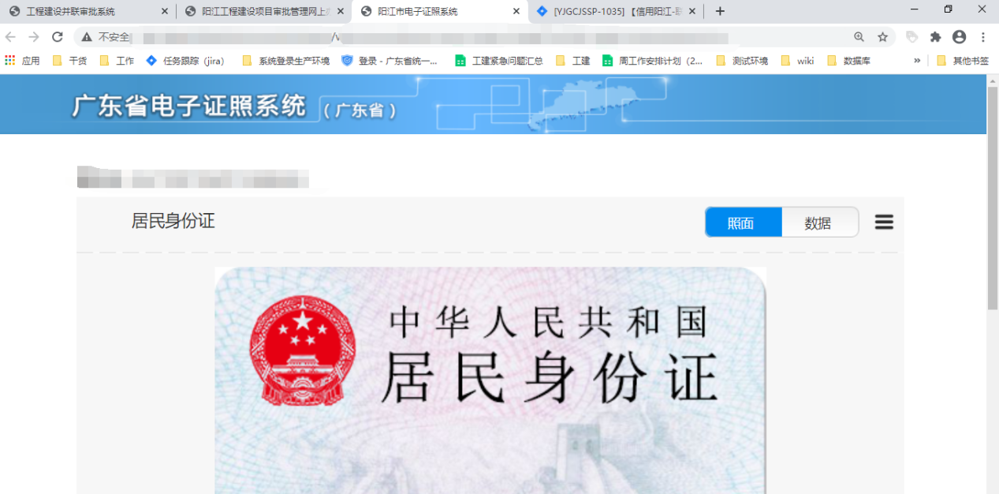 工程建设并联审批系统
阳江工程建设项目审批管理网上
阳江市电子证照系统
[YJGCJSSP-1035]【信用阳江-联
不安全
应用 干货 工作 任务跟踪（jira） 系统登录生产环境 登录 - 广东省统一... 工建紧急问题汇总 工建 周工作安排计划（2... 测试环境 wiki 数据库 » 其他书签
广东省电子证照系统（广东省）
居民身份证 照面 数据
中华人民共和国
居民身份证